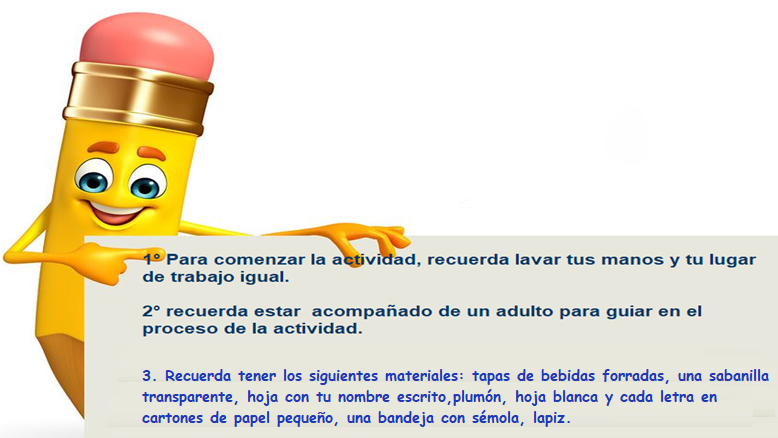 1° Para comenzar la actividad, recuerda lavar tus manos y tu lugar
de trabajo igual.
2° recuerda estar acompañado de un adulto para guiar en el
proceso de la actividad.
3. Recuerda tener los siguientes materiales: tapas de bebidas forradas, una sabanilla
transparente, hoja con tu nombre escrito,plumón, hoja blanca y cada letra en
cartones de papel pequeño, una bandeja con sémola, lapiz.